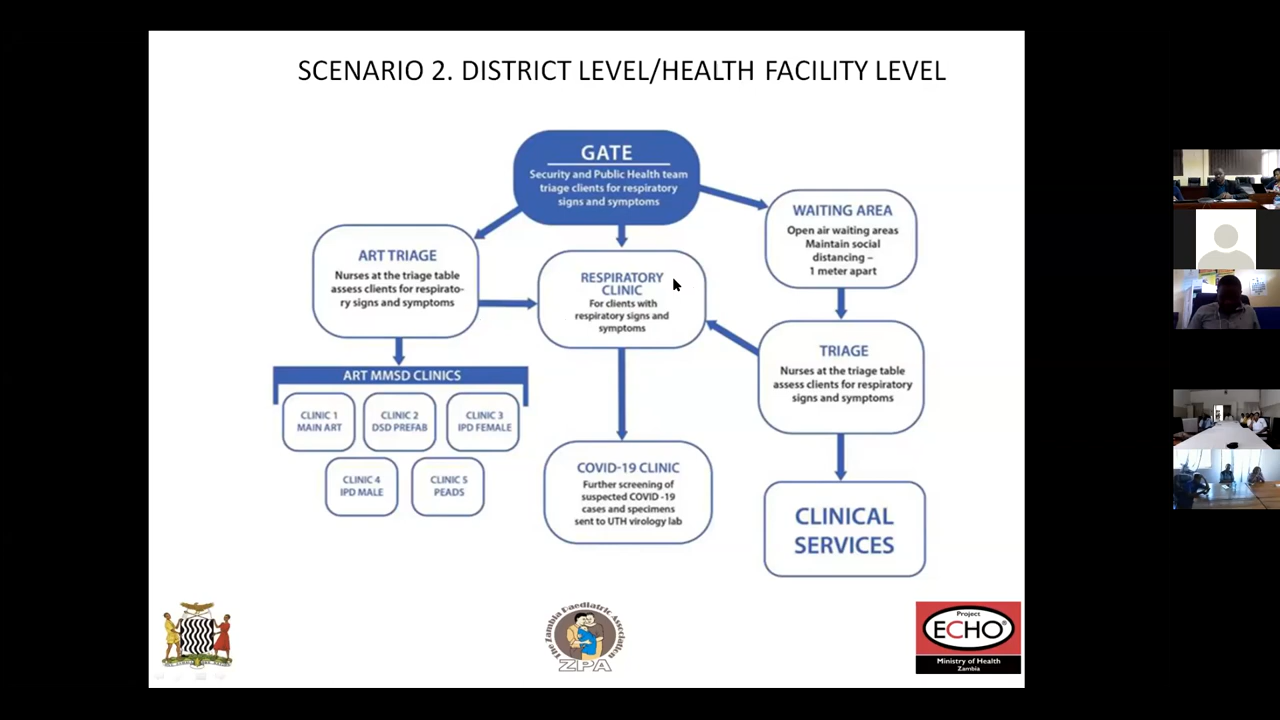 SCENARIO 2. DISTRICT LEVEL/HEALTH FACILITY LEVEL
GATE
Security and Public Health team
triage clients for respiratory
signs and symptoms
ART TRIAGE
Nurses at the triage table
assess clients for respirato-
ry signs and symptoms
RESPIRATORY
CLINIC
For clients with
respiratory signs and
symptoms
WAITING AREA
Open air waiting areas
Maintain social
distancing –
1 meter apart
TRIAGE
Nurses at the triage table
assess clients for respiratory
signs and symptoms
ART MMSD CLINICS
CLINIC 1
MAIN ART
CLINIC 2
DSD PREFAB
CLINIC 3
IPD FEMALE
CLINIC 4
IPD MALE
CLINIC 5
PEADS
COVID-19 CLINIC
Further screening of
suspected COVID -19
cases and specimens
sent to UTH virology lab
CLINICAL
SERVICES
The Zambia Paediatric Association
ZPA
Project
ECHO®
Ministry of Health
Zambia